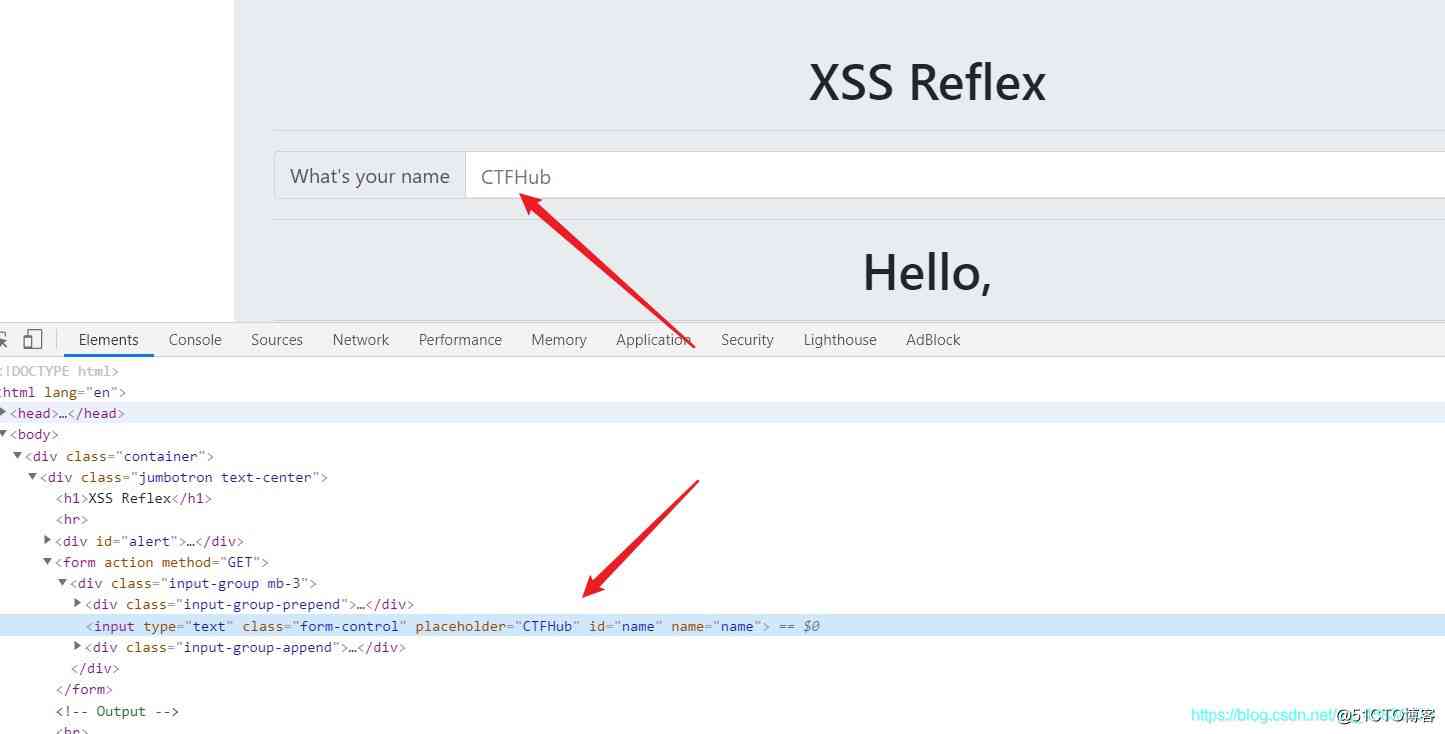 XSS Reflex
What's your name CTFHub
Hello,
Elements Console Sources Network Performance Memory Application Security Lighthouse AdBlock
<!DOCTYPE html>
<html lang="en">
<head>…</head>
<body>
<div class="container">
<div class="jumbotron text-center">
<h1>XSS Reflex</h1>
<hr>
<div id="alert">…</div>
<form action method="GET">
<div class="input-group mb-3">
<div class="input-group-prepend">…</div>
<input type="text" class="form-control" placeholder="CTFHub" id="name" name="name"> == $0
<div class="input-group-append">…</div>
</div>
</form>
<!-- Output -->
<hr>
https://blog.csdn.net/ @51CTO博客